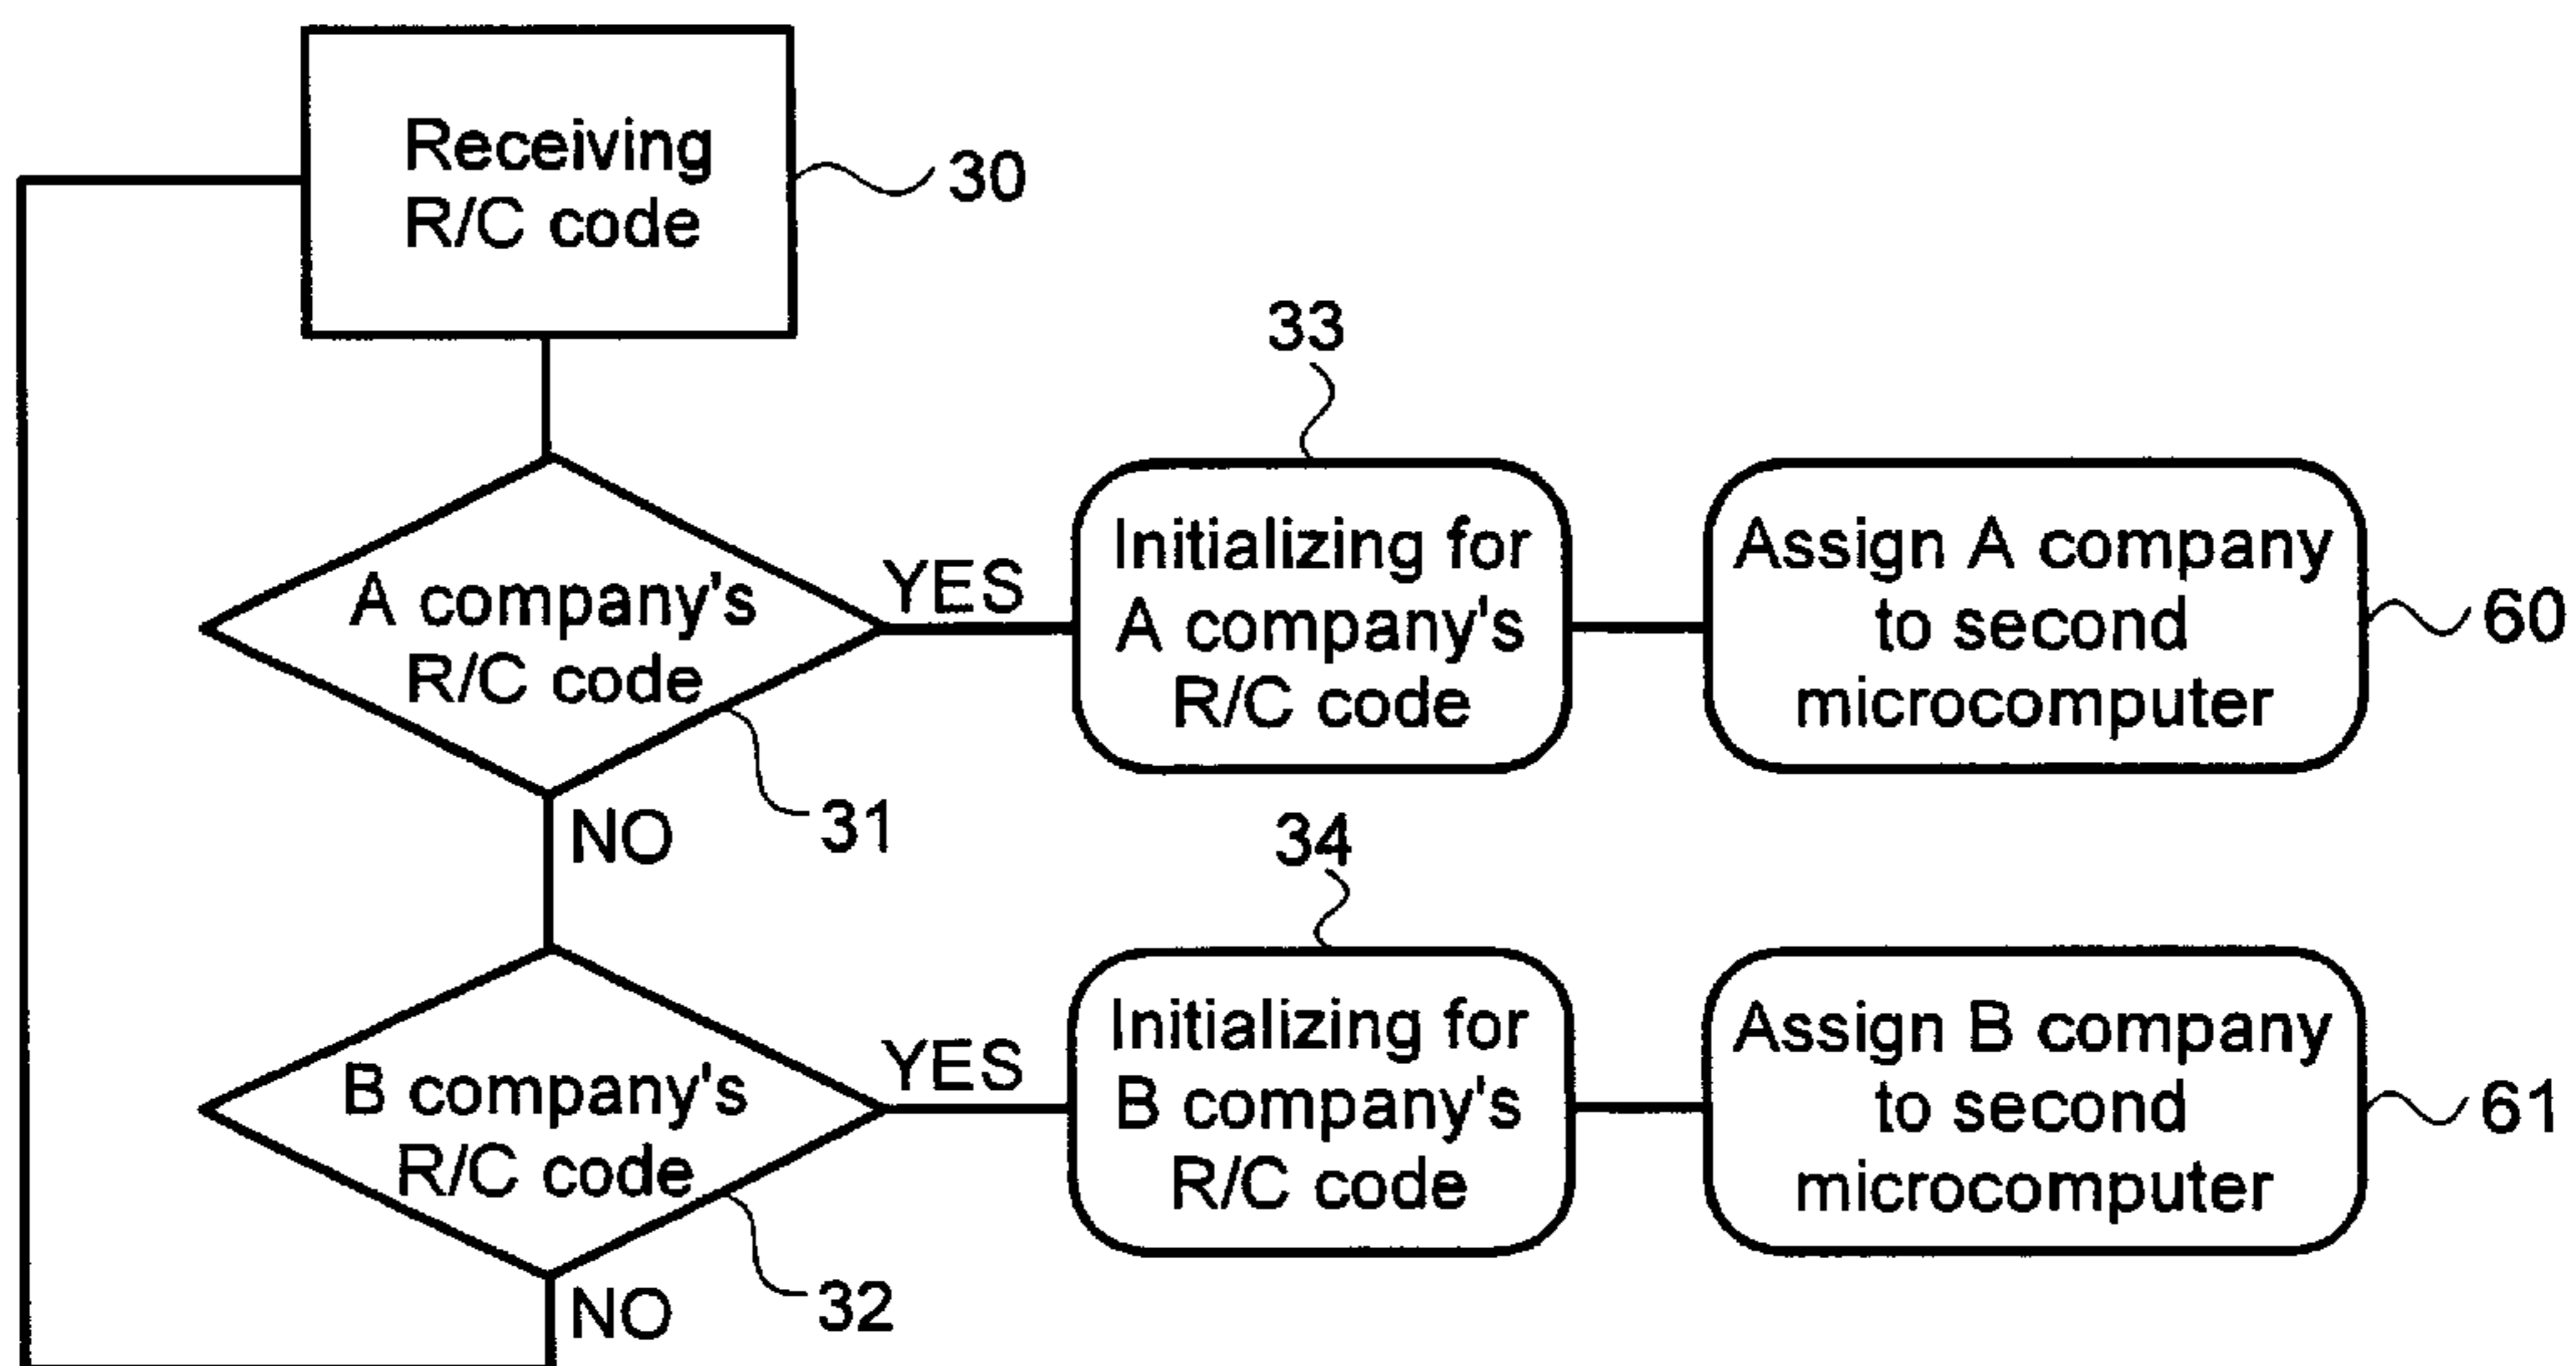 Receiving
R/C code
30
33
A company's
R/C code
YES
Initializing for
A company's
R/C code
Assign A company
to second
microcomputer
60
31
NO
34
B company's
R/C code
YES
Initializing for
B company's
R/C code
Assign B company
to second
microcomputer
61
32
NO